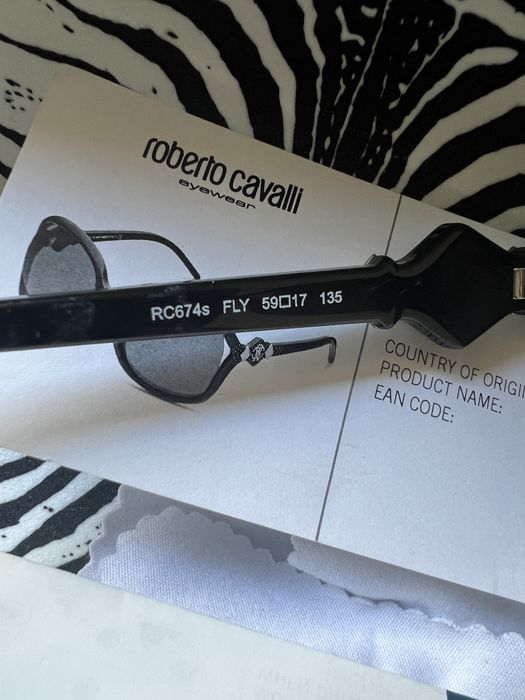 roberto cavalli
eyewear
RC674s FLY 59□17 135
COUNTRY OF ORIGI
PRODUCT NAME:
EAN CODE: